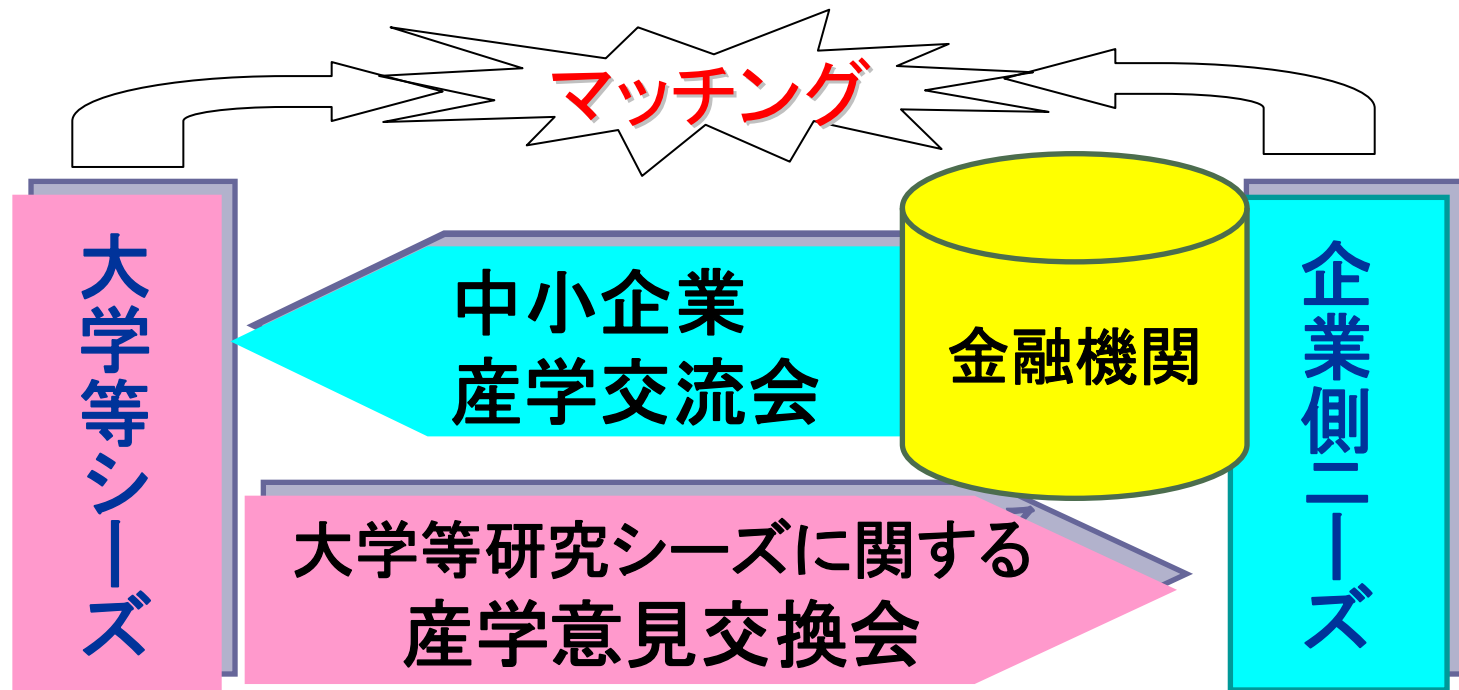 マッチング
大学等シーズ
中小企業
産学交流会
金融機関
企業側ニーズ
大学等研究シーズに関する
産学意見交換会